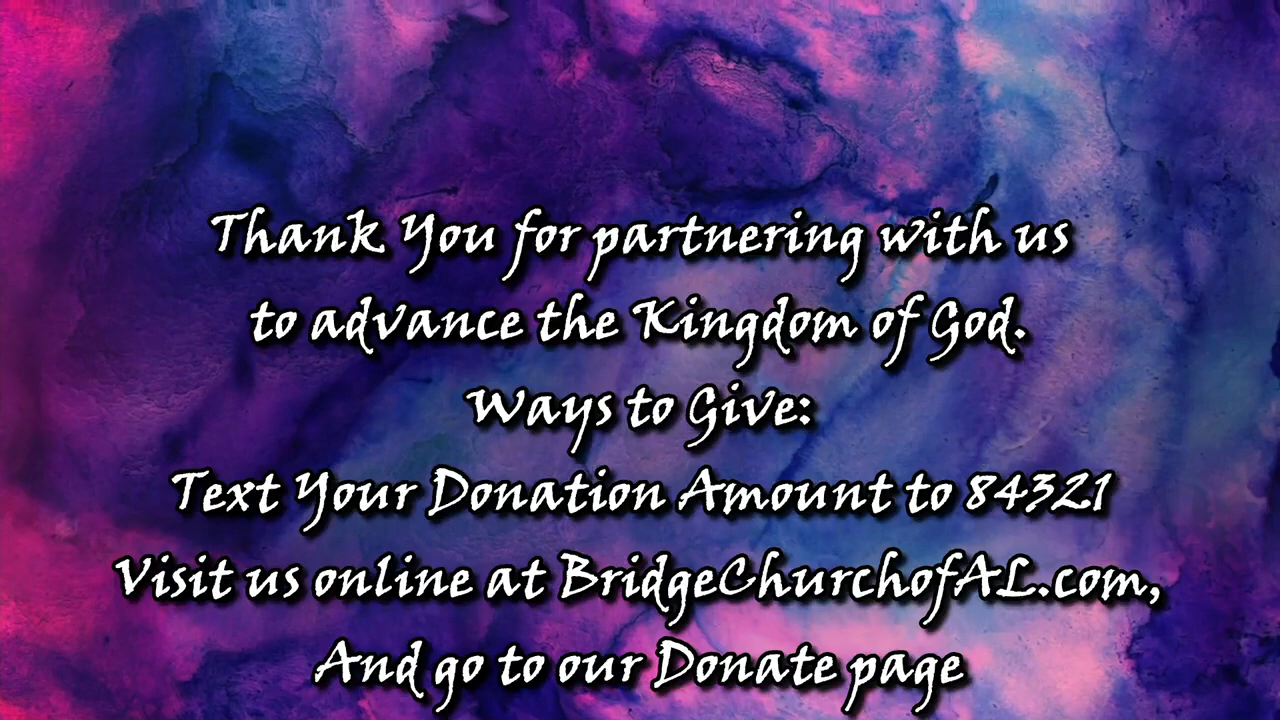 Thank You for partnering with us
to advance the Kingdom of God.
Ways to Give:
Text Your Donation Amount to 84321
Visit us online at BridgeChurchofAL.com,
And go to our Donate page